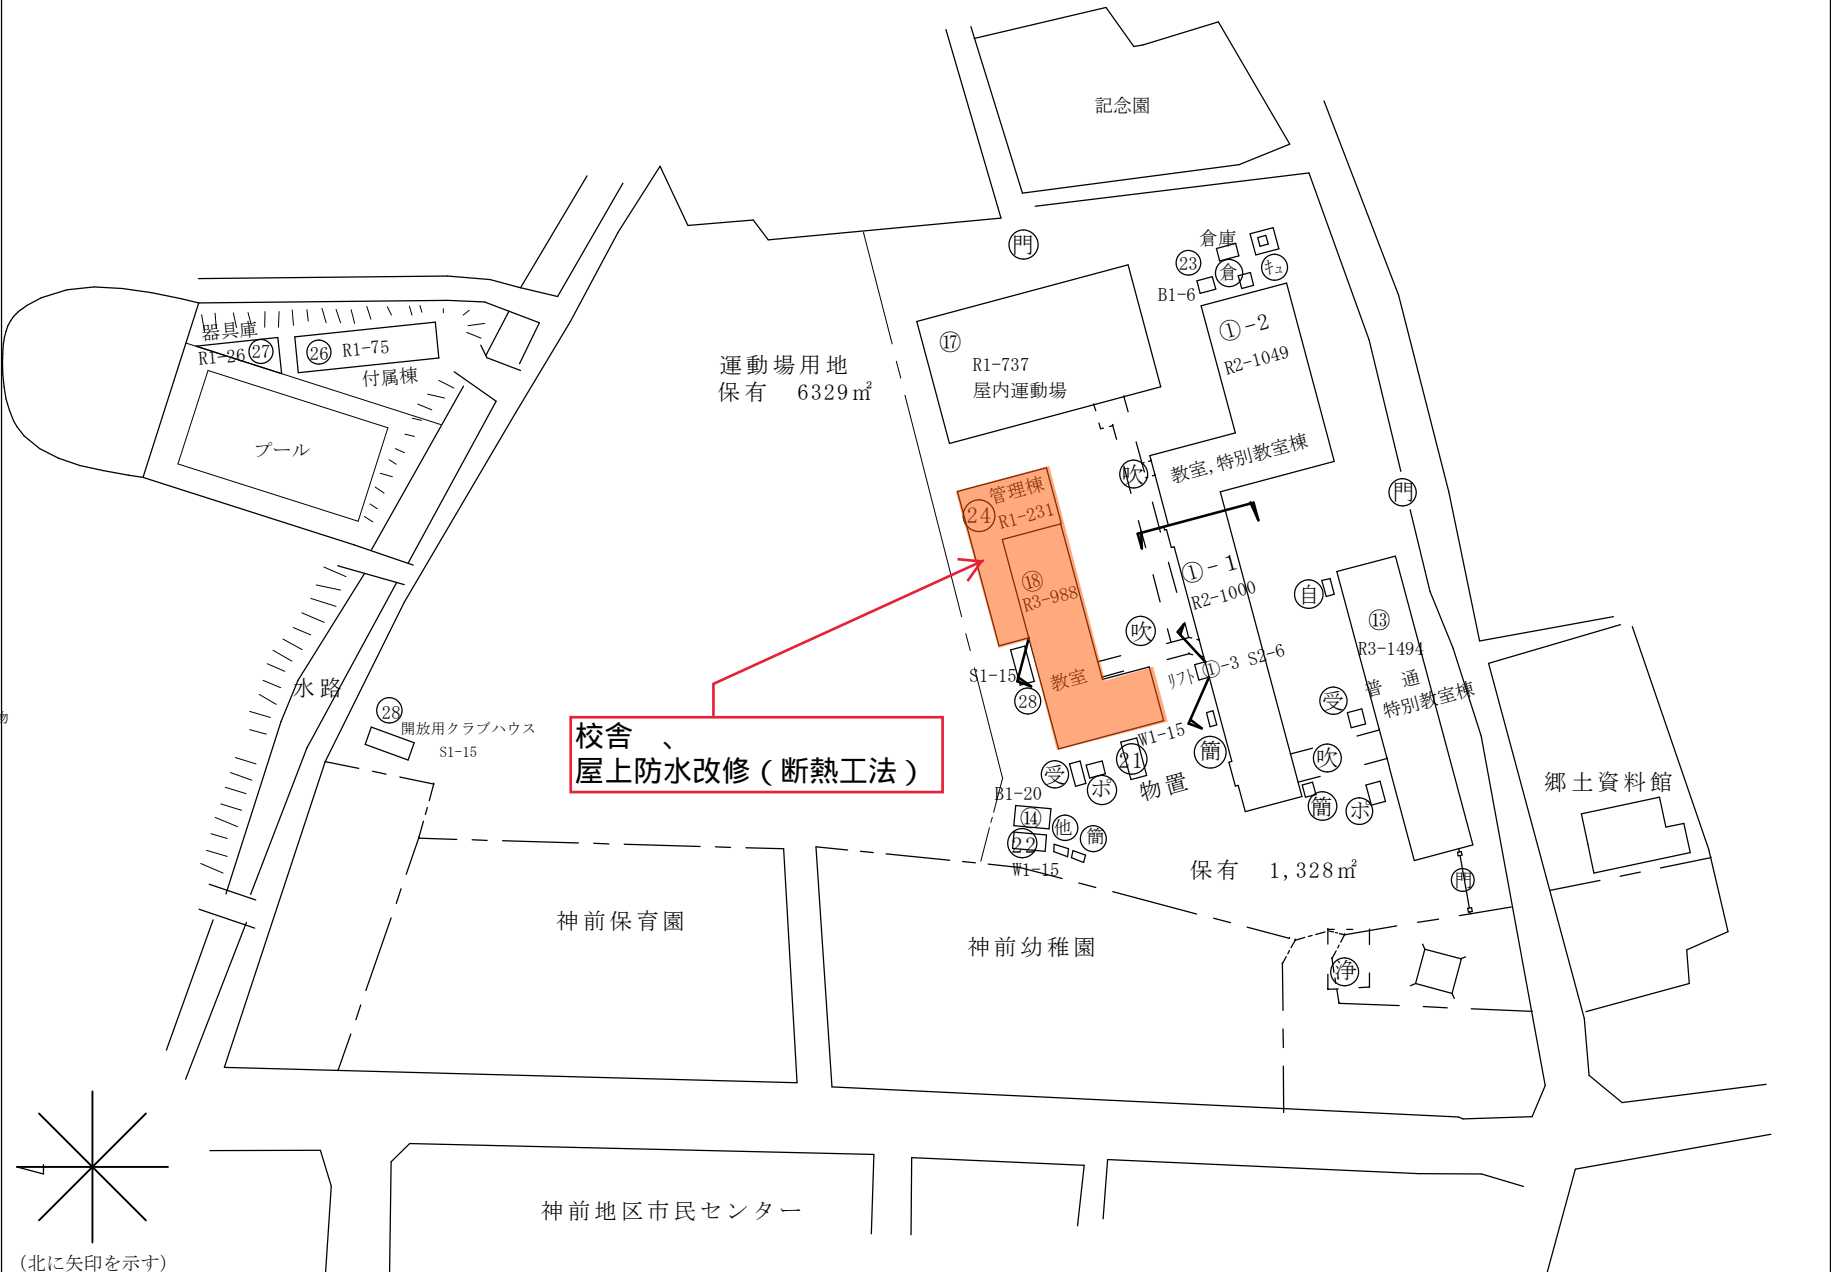 記念園
門
倉庫
23
倉
キュ
B1-6
①-2
R2-1049
⑰
R1-737
屋内運動場
運動場用地
保有 6329㎡
器具庫
R1-26
27
26
R1-75
付属棟
プール
吹
教室,特別教室棟
門
管理棟
24
R1-231
⑱
R3-988
①-1
R2-1000
自
⑬
R3-1494
普通
特別教室棟
吹
リフト
①-3 S2-6
S1-15
28
教室
受
水路
28
開放用クラブハウス
S1-15
校舎 、
屋上防水改修（断熱工法）
W1-15
21
物置
簡
吹
受
ポ
簡
ポ
B1-20
⑭
他
簡
22
W1-15
保有 1,328㎡
門
郷土資料館
神前保育園
神前幼稚園
浄
神前地区市民センター
(北に矢印を示す)